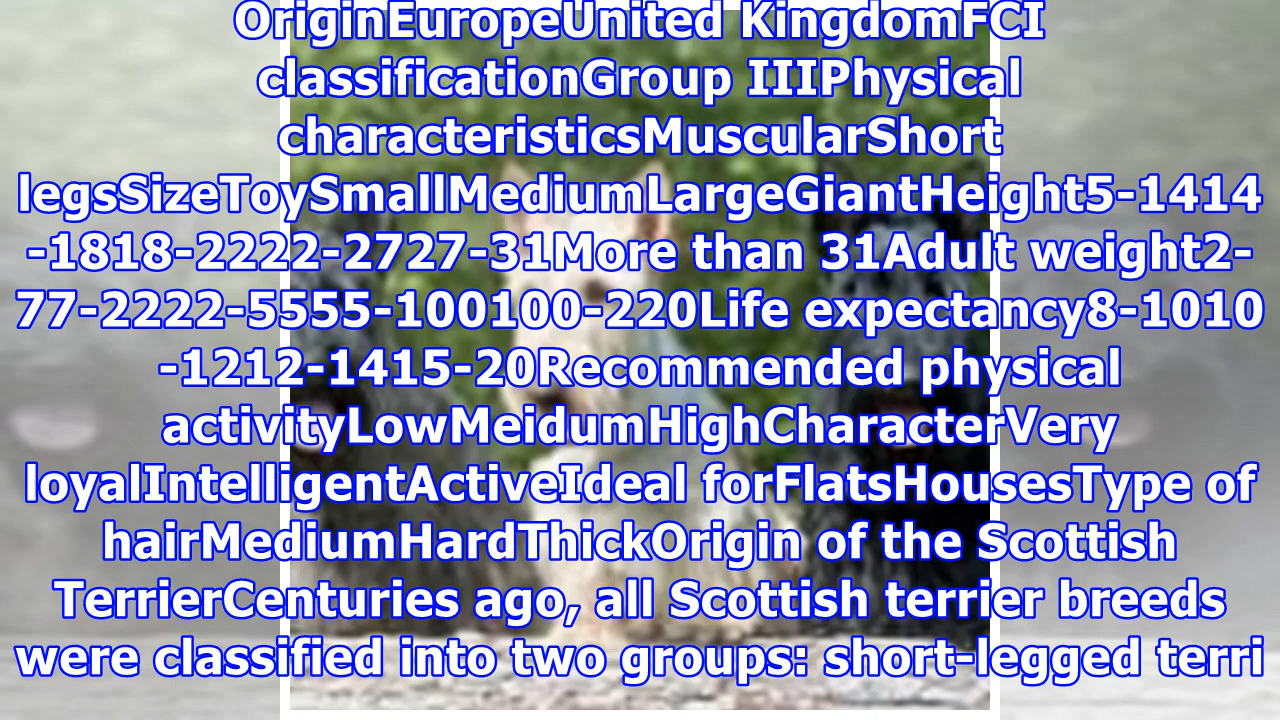 OriginEuropeUnited KingdomFCI
classificationGroup IIIPhysical
characteristicsMuscularShort
legsSizeToySmallMediumLargeGiantHeight5-1414
-1818-2222-2727-31More than 31Adult weight2-
77-2222-5555-100100-220Life expectancy8-1010
-1212-1415-20Recommended physical
activityLowMeidumHighCharacterVery
loyalIntelligentActiveIdeal forFlatsHousesType of
hairMediumHardThickOrigin of the Scottish
TerrierCenturies ago, all Scottish terrier breeds
were classified into two groups: short-legged terri